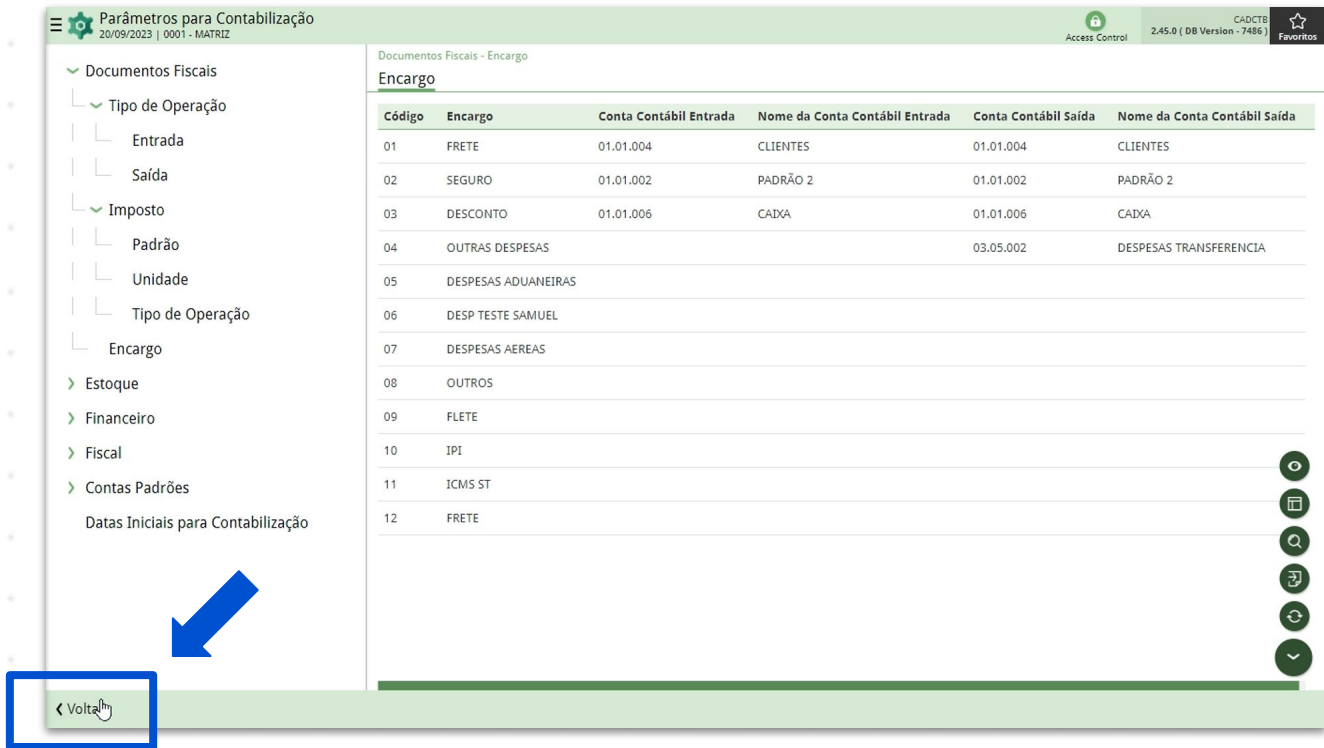 Parâmetros para Contabilização
20/09/2023 | 0001 - MATRIZ
Access Control
CADCTB
2.45.0 ( DB Version - 7486 )
Favoritos
Documentos Fiscais
Tipo de Operação
Entrada
Saída
Imposto
Padrão
Unidade
Tipo de Operação
Encargo
Estoque
Financeiro
Fiscal
Contas Padrões
Datas Iniciais para Contabilização
Documentos Fiscais - Encargo
Encargo
Código Encargo Conta Contábil Entrada Nome da Conta Contábil Entrada Conta Contábil Saída Nome da Conta Contábil Saída
01 FRETE 01.01.004 CLIENTES 01.01.004 CLIENTES
02 SEGURO 01.01.002 PADRÃO 2 01.01.002 PADRÃO 2
03 DESCONTO 01.01.006 CAIXA 01.01.006 CAIXA
04 OUTRAS DESPESAS 03.05.002 DESPESAS TRANSFERENCIA
05 DESPESAS ADUANEIRAS
06 DESP TESTE SAMUEL
07 DESPESAS AEREAS
08 OUTROS
09 FLETE
10 IPI
11 ICMS ST
12 FRETE
Voltar